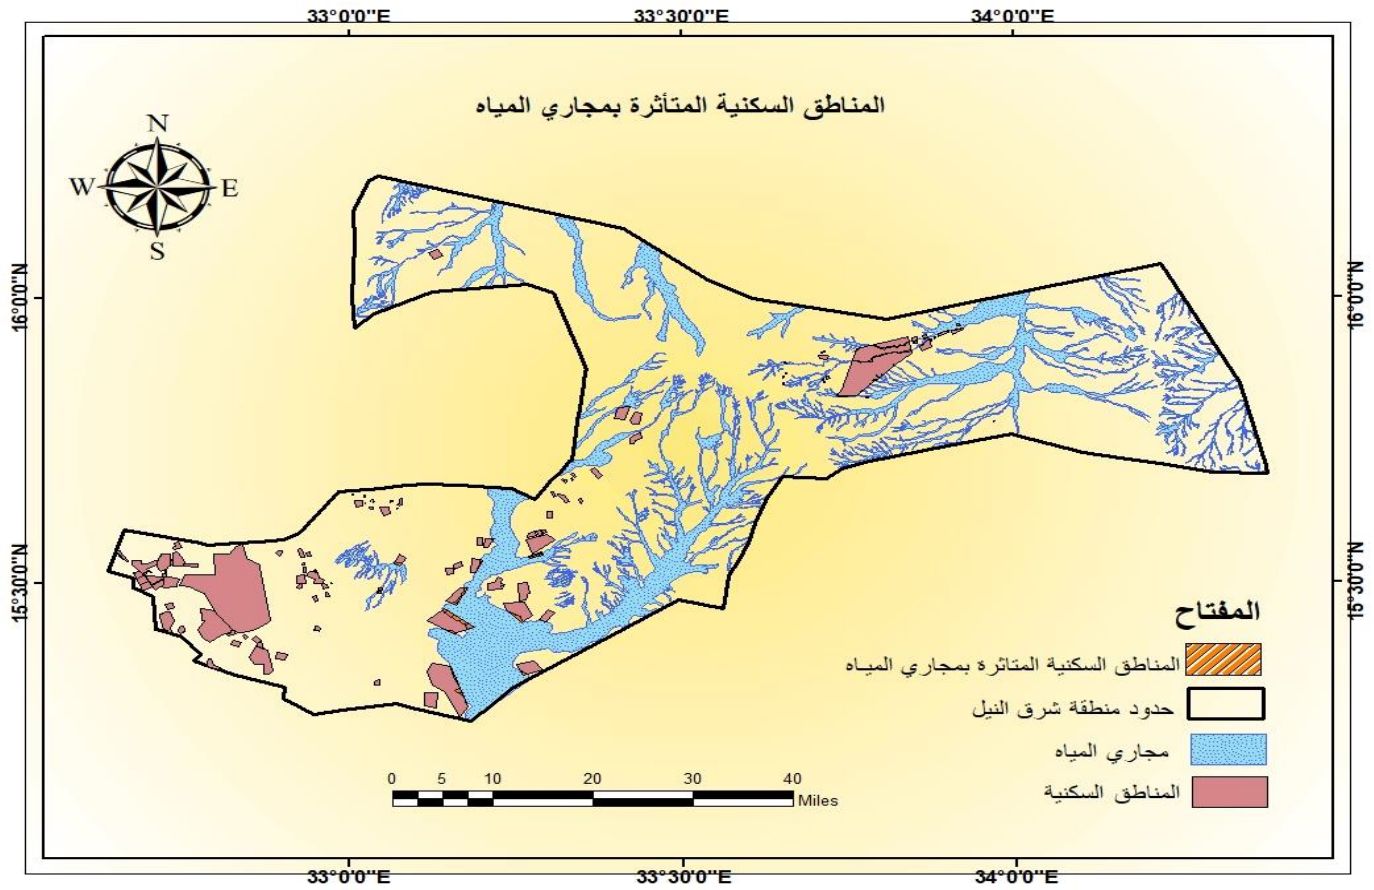 33°0'0"E 33°30'0"E 34°0'0"E
المناطق السكنية المتأثرة بمجاري المياه
N
W E
S
16°0'0"N 16°0'0"N
15°30'0"N 15°30'0"N
المفتاح
المناطق السكنية المتاثرة بمجاري المياه
حدود منطقة شرق النيل
مجاري المياه
المناطق السكنية
0 5 10 20 30 40
Miles
33°0'0"E 33°30'0"E 34°0'0"E